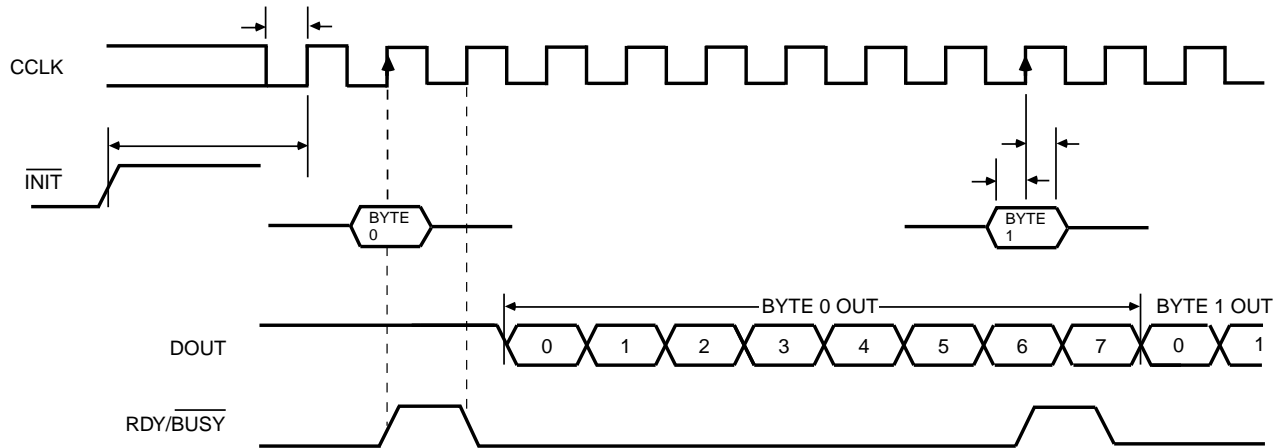 CCLK
INIT
BYTE
0
BYTE
1
BYTE 0 OUT
BYTE 1 OUT
DOUT
0 1 2 3 4 5 6 7 0 1
RDY/BUSY